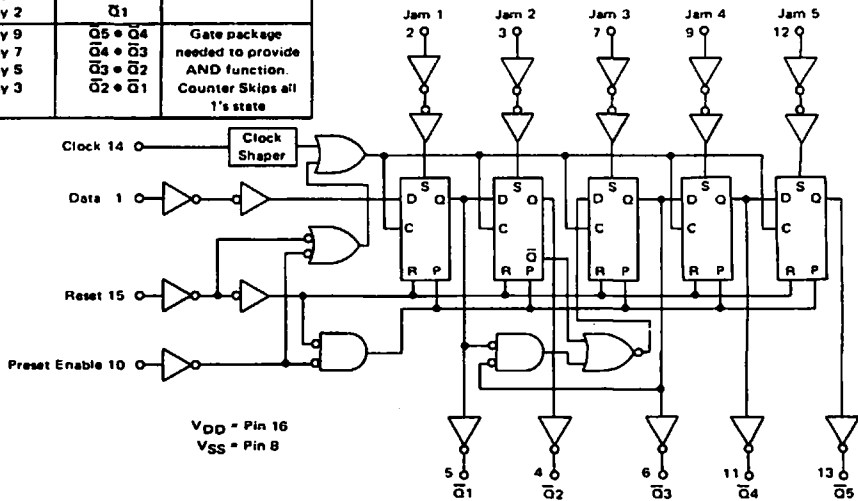 y 2 Q̅1
y 9 Q̅5 • Q̅4 Gate package
y 7 Q̅4 • Q̅3 needed to provide
y 5 Q̅3 • Q̅2 AND function.
y 3 Q̅2 • Q̅1 Counter Skips all
1's state
Jam 1 Jam 2 Jam 3 Jam 4 Jam 5
2 3 7 9 12
Clock 14 Clock
Shaper
S S S S S
Data 1 D Q D Q D Q D Q D Q
C C C C C
Q̅
R P R P R P R P R P
Reset 15
Preset Enable 10
VDD = Pin 16
VSS = Pin 8
5 4 6 11 13
Q̅1 Q̅2 Q̅3 Q̅4 Q̅5